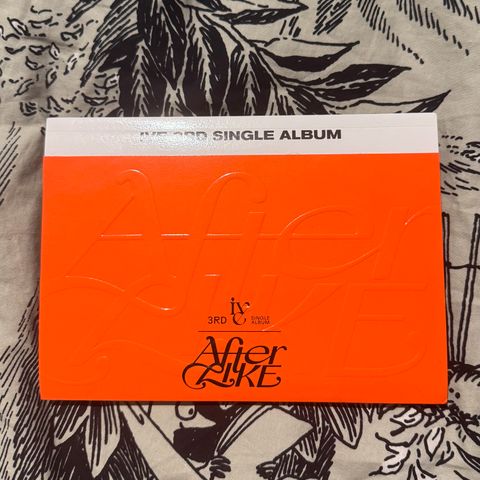 IVE 3RD SINGLE ALBUM
After
LIKE
IVE
3RD SINGLE
ALBUM
After
LIKE